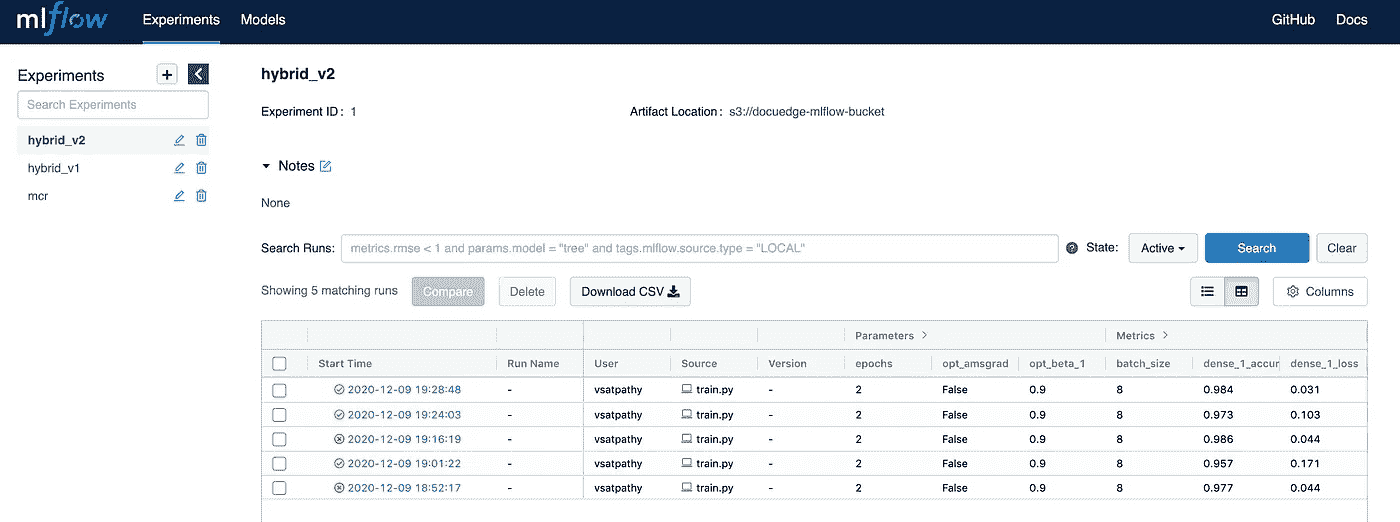 mlflow Experiments Models GitHub Docs
Experiments +
Search Experiments
hybrid_v2
hybrid_v1
mcr
hybrid_v2
Experiment ID: 1 Artifact Location: s3://docuedge-mlflow-bucket
Notes
None
Search Runs: metrics.rmse < 1 and params.model = "tree" and tags.mlflow.source.type = "LOCAL" ? State: Active Search Clear
Showing 5 matching runs Compare Delete Download CSV Columns
Parameters > Metrics >
Start Time Run Name User Source Version epochs opt_amsgrad opt_beta_1 batch_size dense_1_accur dense_1_loss
2020-12-09 19:28:48 - vsatpathy train.py - 2 False 0.9 8 0.984 0.031
2020-12-09 19:24:03 - vsatpathy train.py - 2 False 0.9 8 0.973 0.103
2020-12-09 19:16:19 - vsatpathy train.py - 2 False 0.9 8 0.986 0.044
2020-12-09 19:01:22 - vsatpathy train.py - 2 False 0.9 8 0.957 0.171
2020-12-09 18:52:17 - vsatpathy train.py - 2 False 0.9 8 0.977 0.044